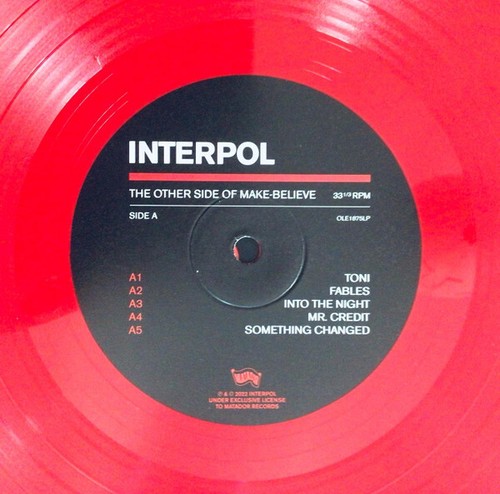 INTERPOL
THE OTHER SIDE OF MAKE-BELIEVE 33 1/3 RPM
SIDE A OLE1875LP
A1 TONI
A2 FABLES
A3 INTO THE NIGHT
A4 MR. CREDIT
A5 SOMETHING CHANGED
MATADOR
℗ & © 2022 INTERPOL
UNDER EXCLUSIVE LICENSE
TO MATADOR RECORDS